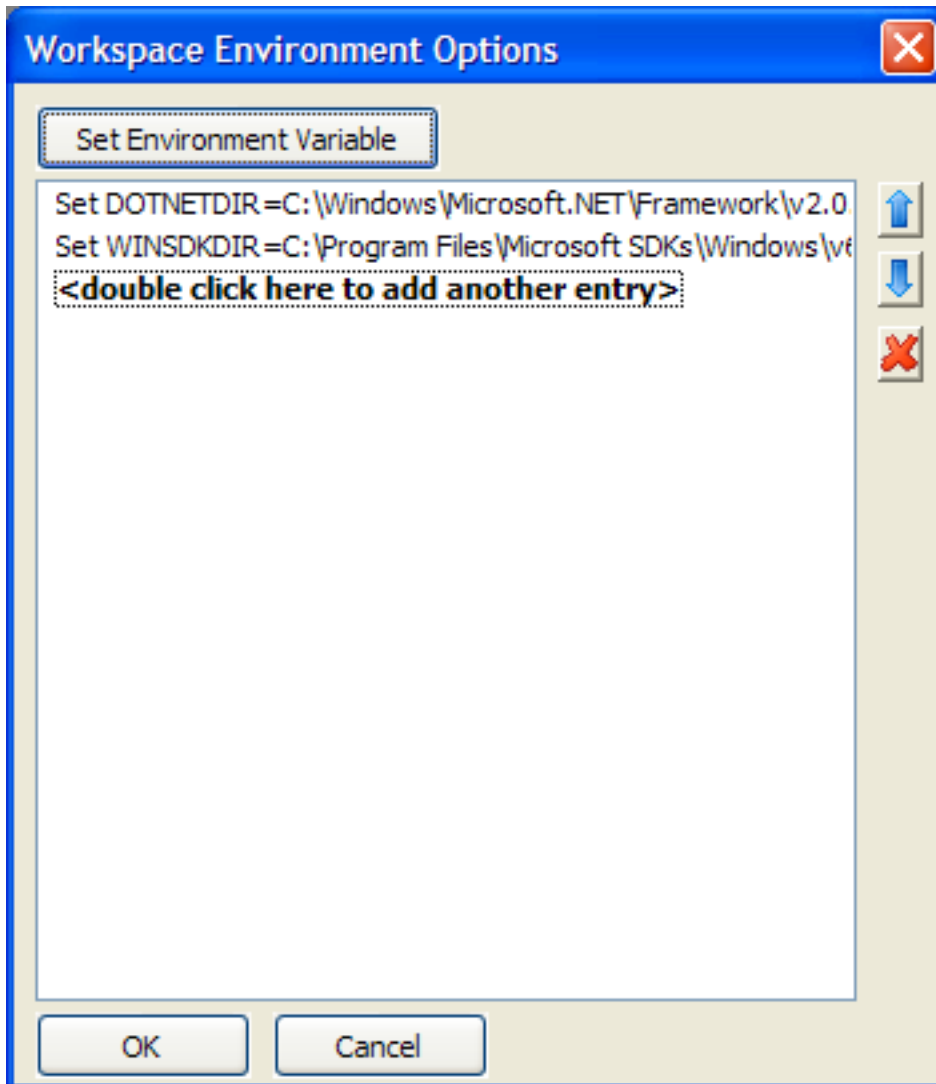 Workspace Environment Options
Set Environment Variable
Set DOTNETDIR=C:\Windows\Microsoft.NET\Framework\v2.0.
Set WINSDKDIR=C:\Program Files\Microsoft SDKs\Windows\v6
<double click here to add another entry>
OK
Cancel